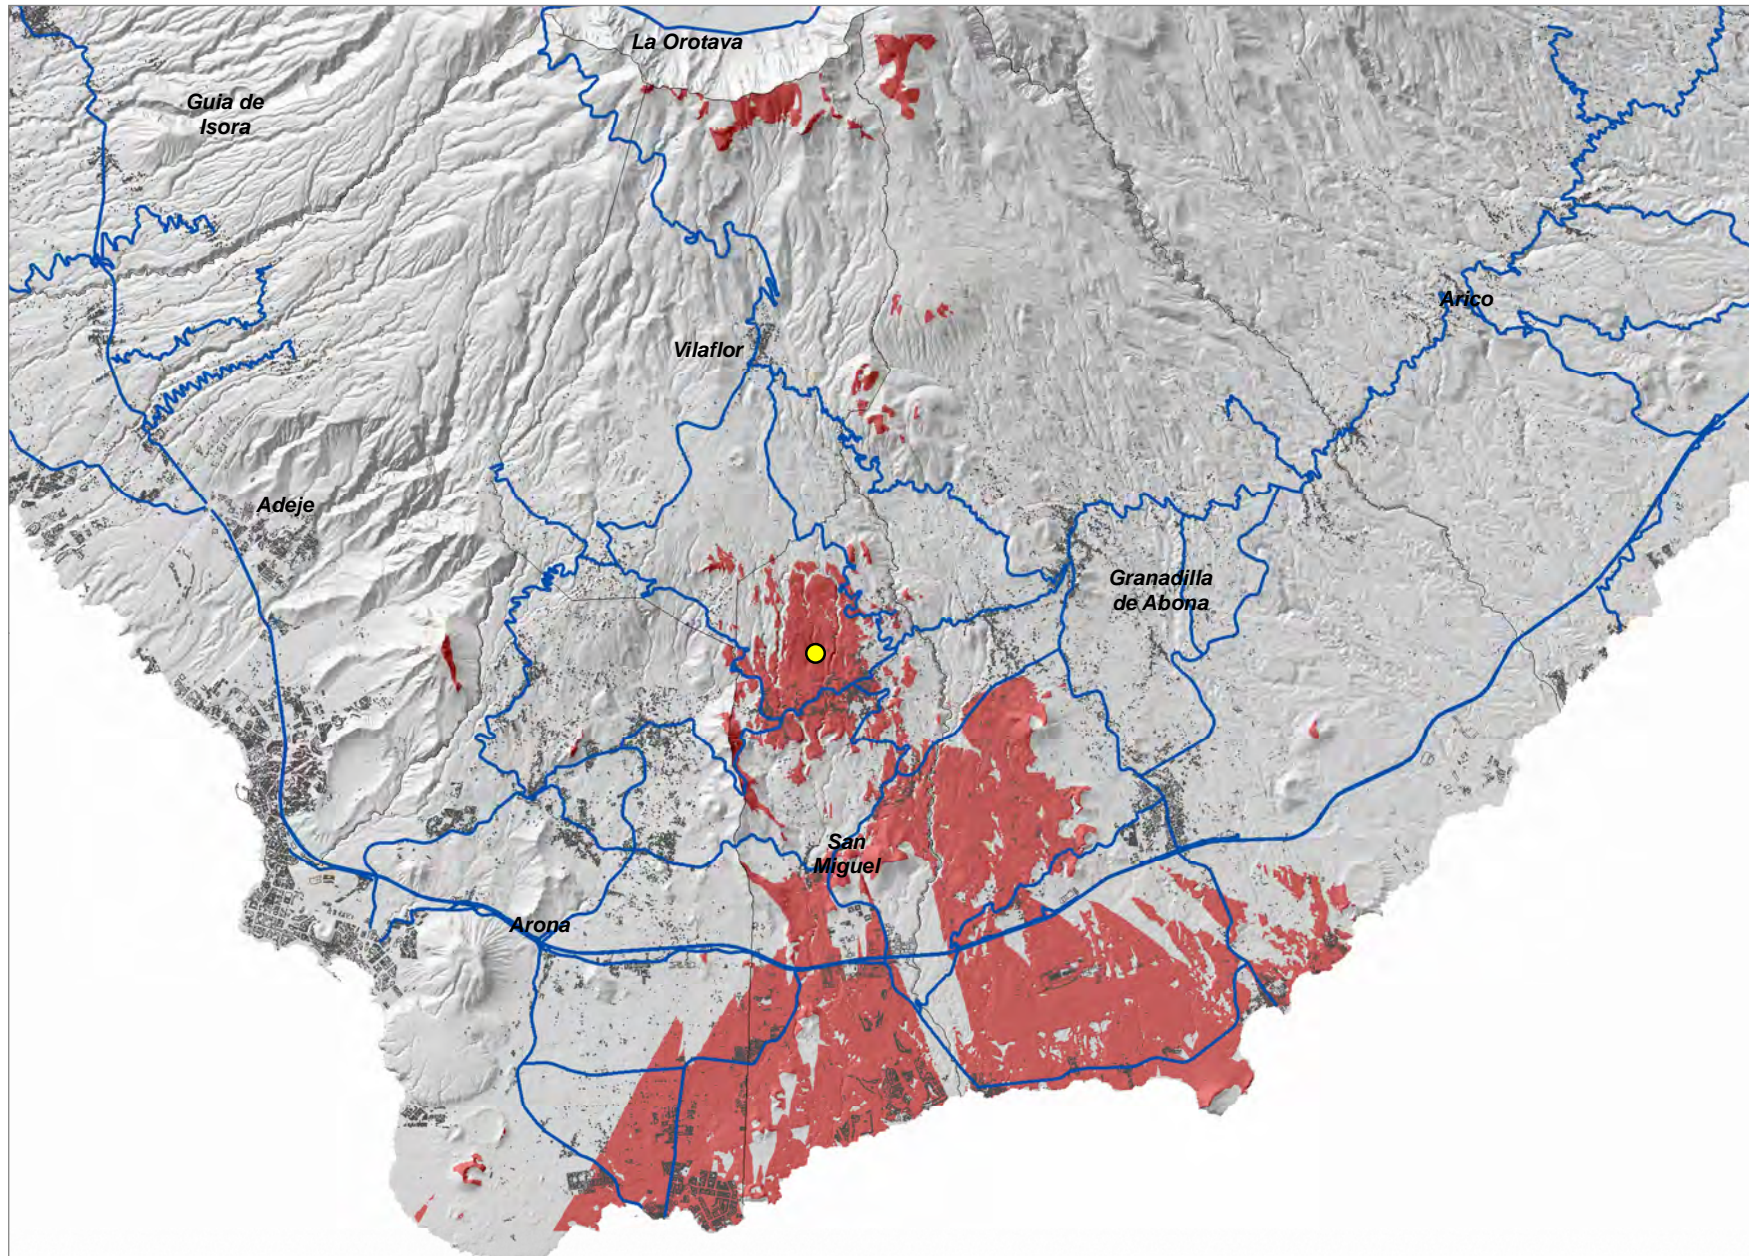 La Orotava
Guia de
Isora
Arico
Vilaflor
Adeje
Granadilla
de Abona
San
Miguel
Arona